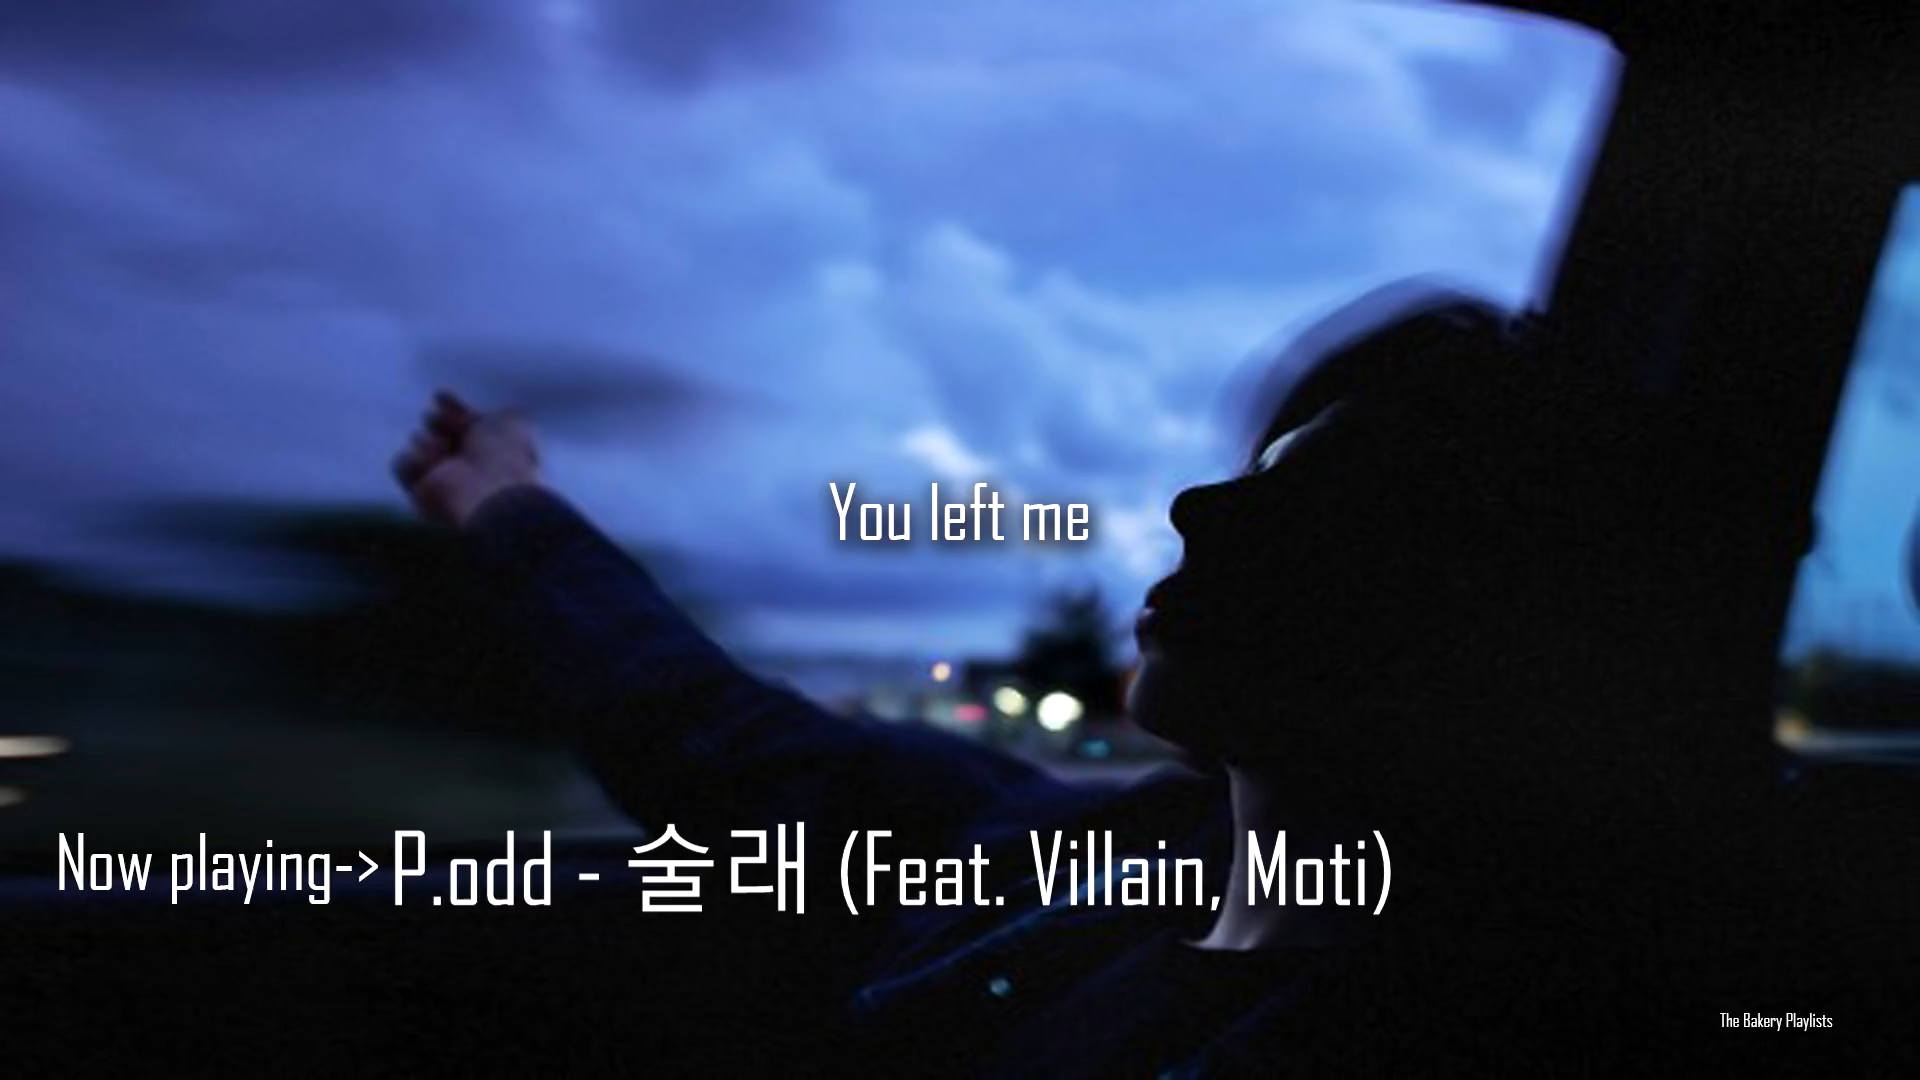 You left me
Now playing-> P.odd - 술래 (Feat. Villain, Moti)
The Bakery Playlists